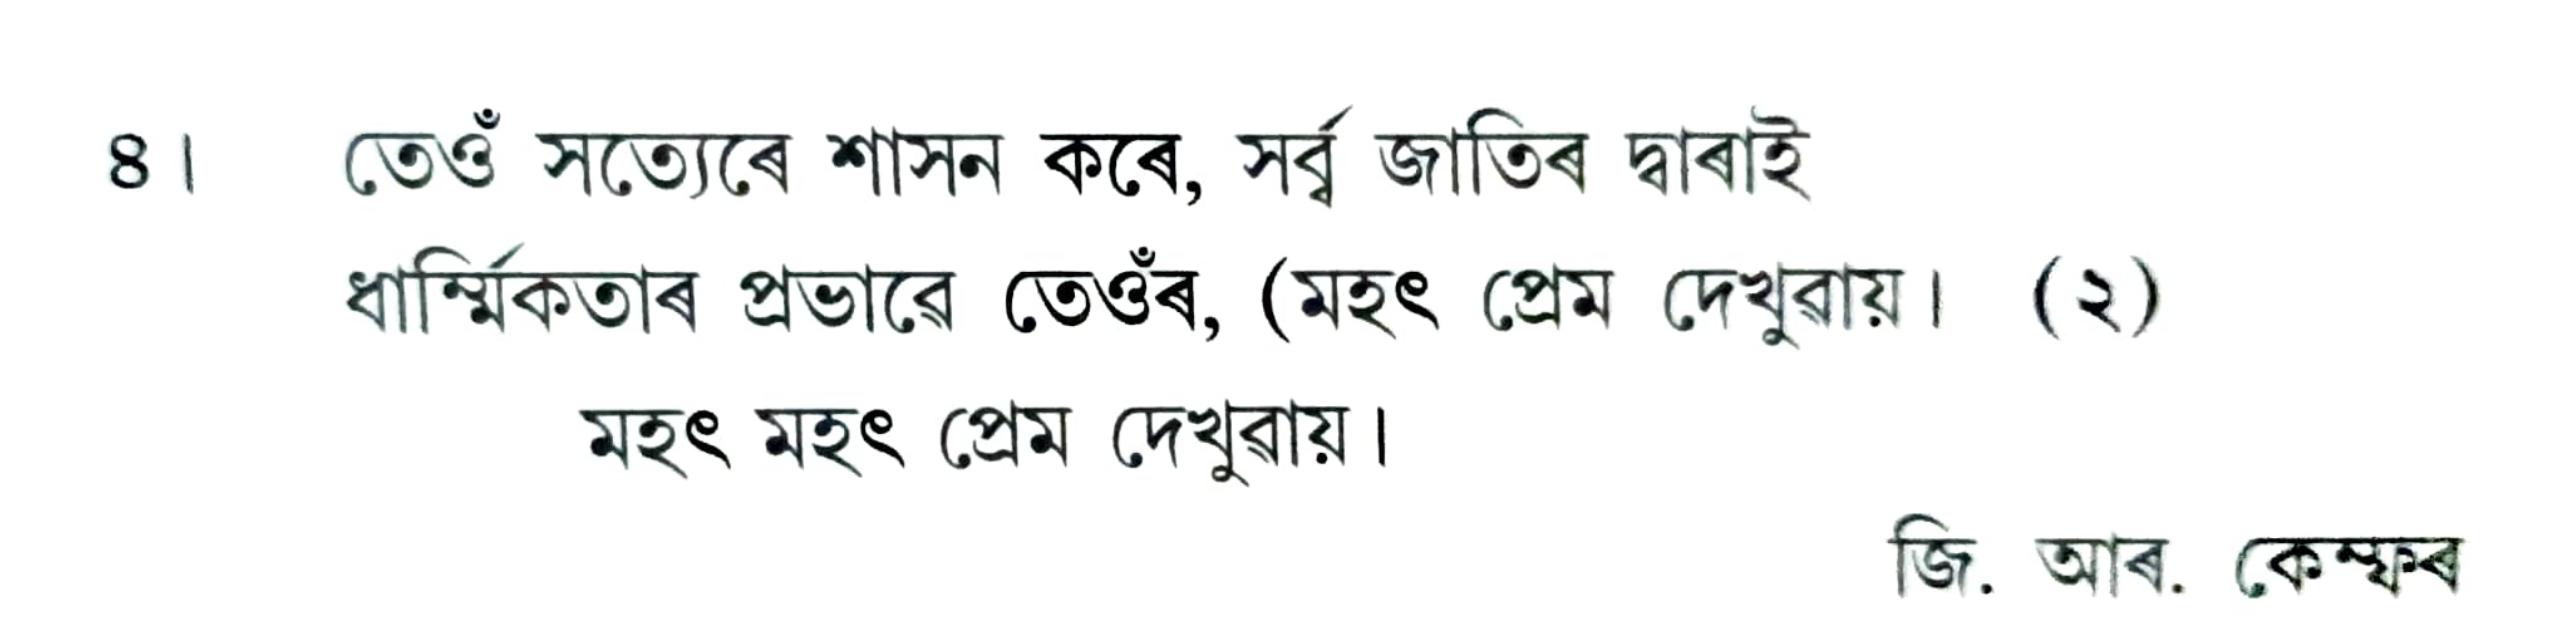 ৪।	তেওঁ সত্যেৰে শাসন কৰে, সৰ্ব্ব জাতিৰ দ্বাৰাই
ধাৰ্ম্মিকতাৰ প্ৰভাৱে তেওঁৰ, (মহৎ প্ৰেম দেখুৱায়। (২)
মহৎ মহৎ প্ৰেম দেখুৱায়।
জি. আৰ. কেম্ফৰ